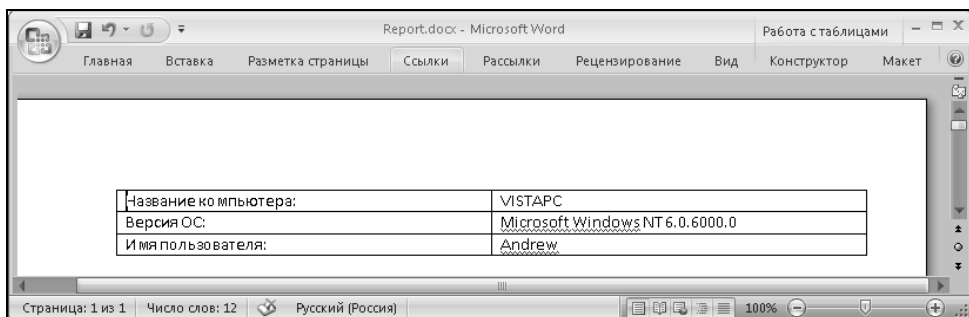 Report.docx - Microsoft Word Работа с таблицами
Главная Вставка Разметка страницы Ссылки Рассылки Рецензирование Вид Конструктор Макет
Название компьютера: VISTAPC
Версия ОС: Microsoft Windows NT 6.0.6000.0
Имя пользователя: Andrew
Страница: 1 из 1 Число слов: 12 Русский (Россия) 100%